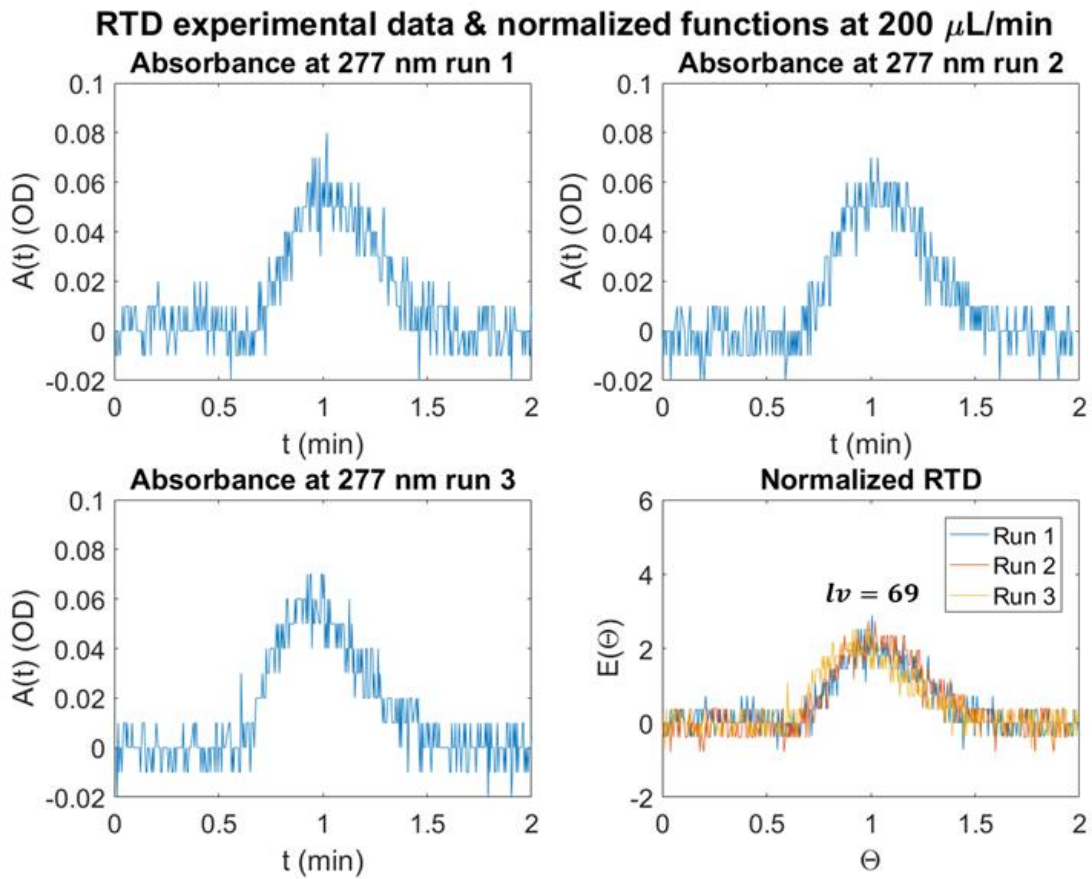 RTD experimental data & normalized functions at 200 μL/min
Absorbance at 277 nm run 1
A(t) (OD)
0.1
0.08
0.06
0.04
0.02
0
-0.02
0 0.5 1 1.5 2
t (min)
Absorbance at 277 nm run 2
A(t) (OD)
0.1
0.08
0.06
0.04
0.02
0
-0.02
0 0.5 1 1.5 2
t (min)
Absorbance at 277 nm run 3
A(t) (OD)
0.1
0.08
0.06
0.04
0.02
0
-0.02
0 0.5 1 1.5 2
t (min)
Normalized RTD
E(Θ)
6
4
2
0
-2
lv = 69
Run 1
Run 2
Run 3
0 0.5 1 1.5 2
Θ